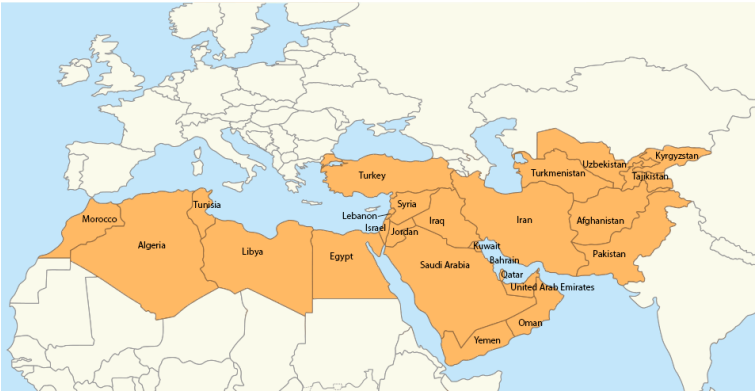 Kyrgyzstan
Uzbekistan
Turkmenistan
Tajikistan
Turkey
Tunisia
Syria
Morocco
Lebanon
Iraq
Iran
Afghanistan
Israel
Jordan
Algeria
Libya
Egypt
Kuwait
Pakistan
Bahrain
Saudi Arabia
Qatar
United Arab Emirates
Oman
Yemen